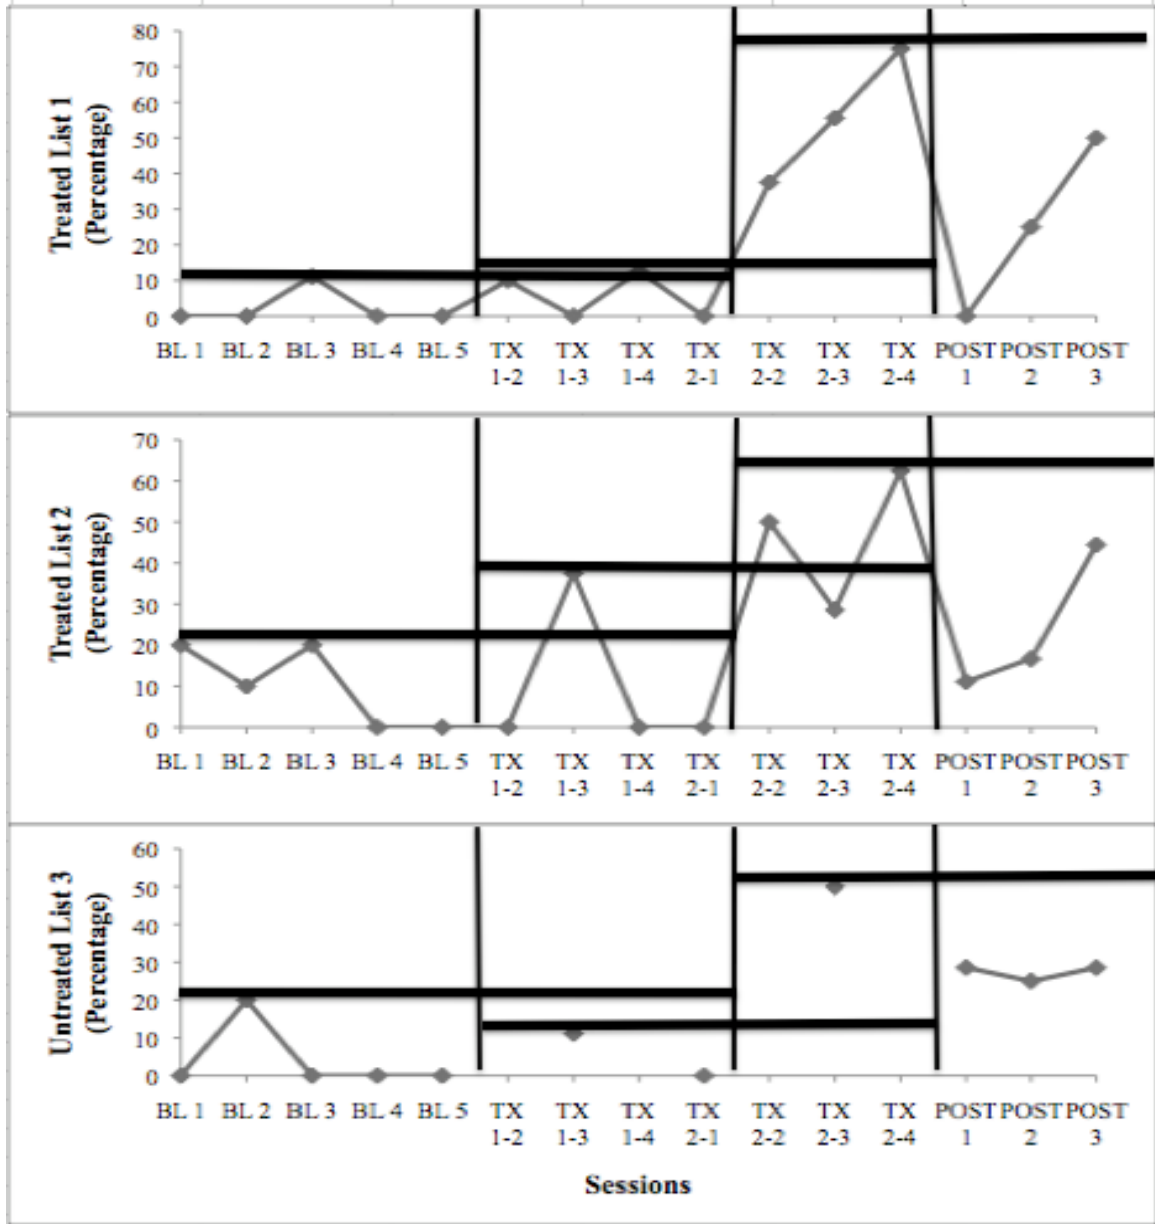 Treated List 1
(Percentage)
80
70
60
50
40
30
20
10
0
BL 1 BL 2 BL 3 BL 4 BL 5 TX TX TX TX TX TX TX POST POST POST
1-2 1-3 1-4 2-1 2-2 2-3 2-4 1 2 3
Treated List 2
(Percentage)
70
60
50
40
30
20
10
0
BL 1 BL 2 BL 3 BL 4 BL 5 TX TX TX TX TX TX TX POST POST POST
1-2 1-3 1-4 2-1 2-2 2-3 2-4 1 2 3
Untreated List 3
(Percentage)
60
50
40
30
20
10
0
BL 1 BL 2 BL 3 BL 4 BL 5 TX TX TX TX TX TX TX POST POST POST
1-2 1-3 1-4 2-1 2-2 2-3 2-4 1 2 3
Sessions